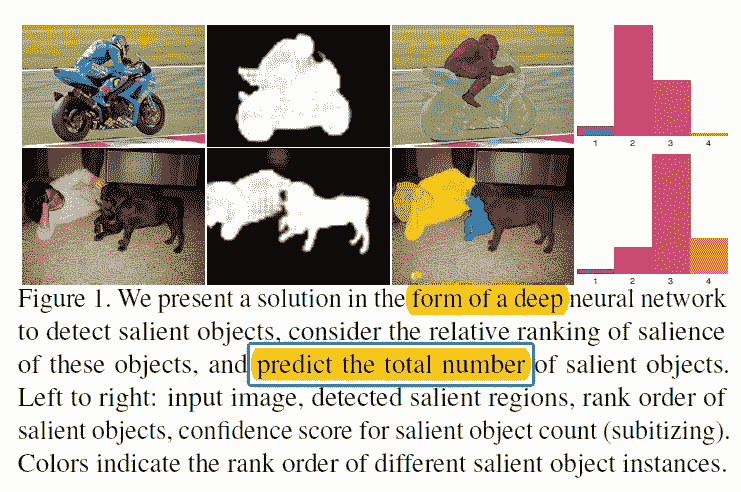 1 2 3 4
1 2 3 4
Figure 1. We present a solution in the form of a deep neural network
to detect salient objects, consider the relative ranking of salience
of these objects, and predict the total number of salient objects.
Left to right: input image, detected salient regions, rank order of
salient objects, confidence score for salient object count (subitizing).
Colors indicate the rank order of different salient object instances.